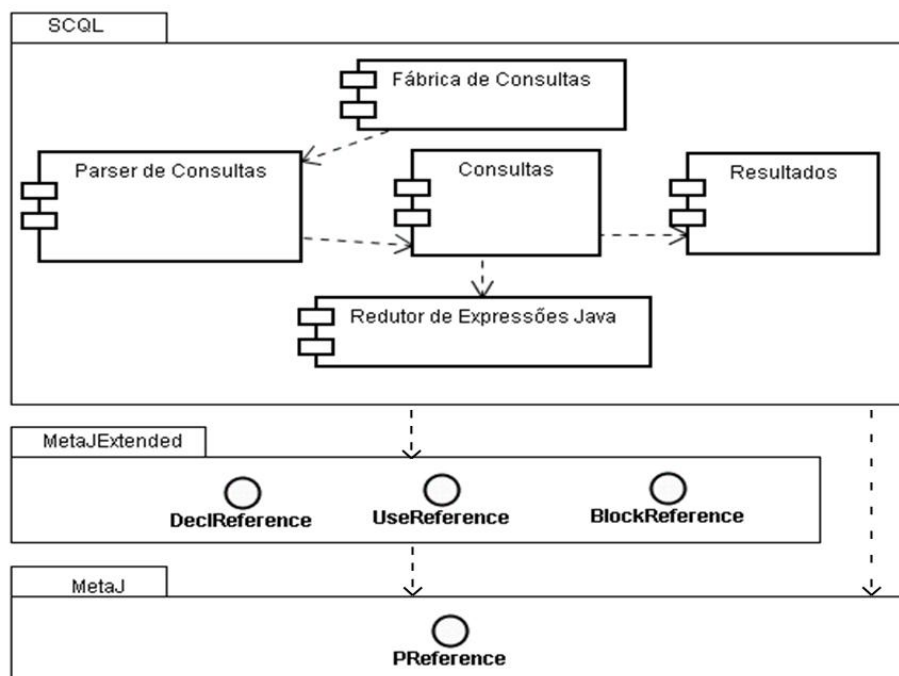 SCQL
Fábrica de Consultas
Parser de Consultas
Consultas
Resultados
Redutor de Expressões Java
MetaJExtended
DeclReference
UseReference
BlockReference
MetaJ
PReference